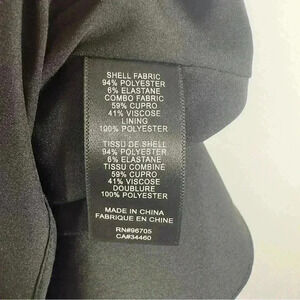 SHELL FABRIC
94% POLYESTER
6% ELASTANE
COMBO FABRIC
59% CUPRO
41% VISCOSE
LINING
100% POLYESTER
TISSU DE SHELL
94% POLYESTER
6% ELASTANE
TISSU COMBINÉ
59% CUPRO
41% VISCOSE
DOUBLURE
100% POLYESTER
MADE IN CHINA
FABRIQUE EN CHINE
RN#96705
CA#34460